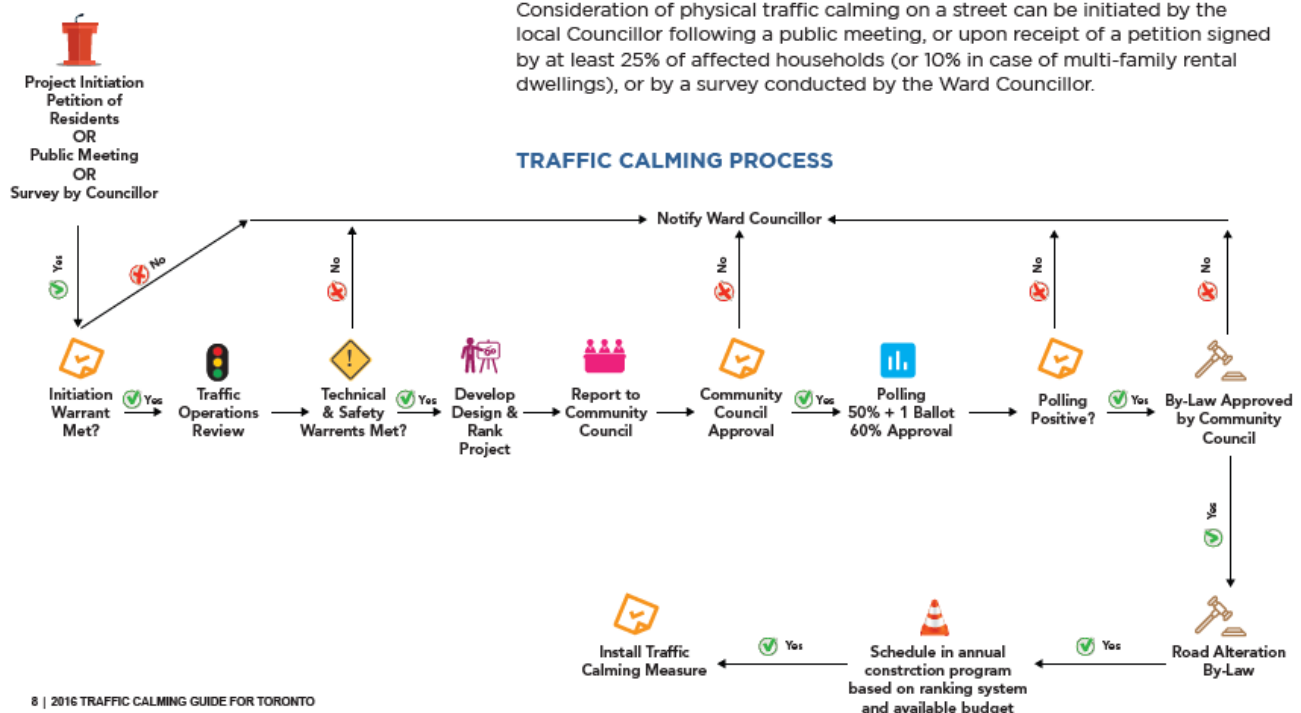 Consideration of physical traffic calming on a street can be initiated by the
local Councillor following a public meeting, or upon receipt of a petition signed
by at least 25% of affected households (or 10% in case of multi-family rental
dwellings), or by a survey conducted by the Ward Councillor.
Project Initiation
Petition of
Residents
OR
Public Meeting
OR
Survey by Councillor
TRAFFIC CALMING PROCESS
Notify Ward Councillor
Yes
No
No
No
No
No
Initiation
Warrant
Met?
Yes
Traffic
Operations
Review
Technical
& Safety
Warrents Met?
Yes
Develop
Design &
Rank
Project
Report to
Community
Council
Community
Council
Approval
Yes
Polling
50% + 1 Ballot
60% Approval
Polling
Positive?
Yes
By-Law Approved
by Community
Council
Yes
Road Alteration
By-Law
Yes
Schedule in annual
constrction program
based on ranking system
and available budget
Yes
Install Traffic
Calming Measure
8 | 2016 TRAFFIC CALMING GUIDE FOR TORONTO